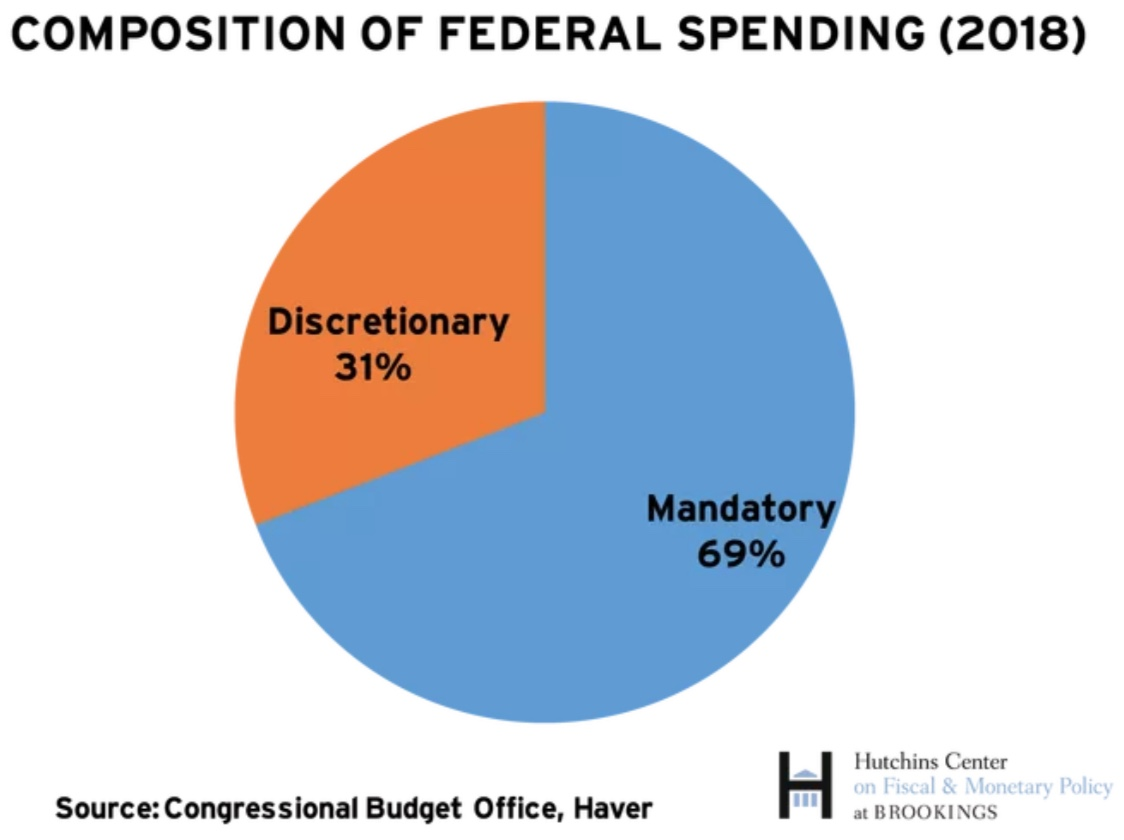 COMPOSITION OF FEDERAL SPENDING (2018)
Discretionary
31%
Mandatory
69%
Hutchins Center
on Fiscal & Monetary Policy
at BROOKINGS
Source: Congressional Budget Office, Haver